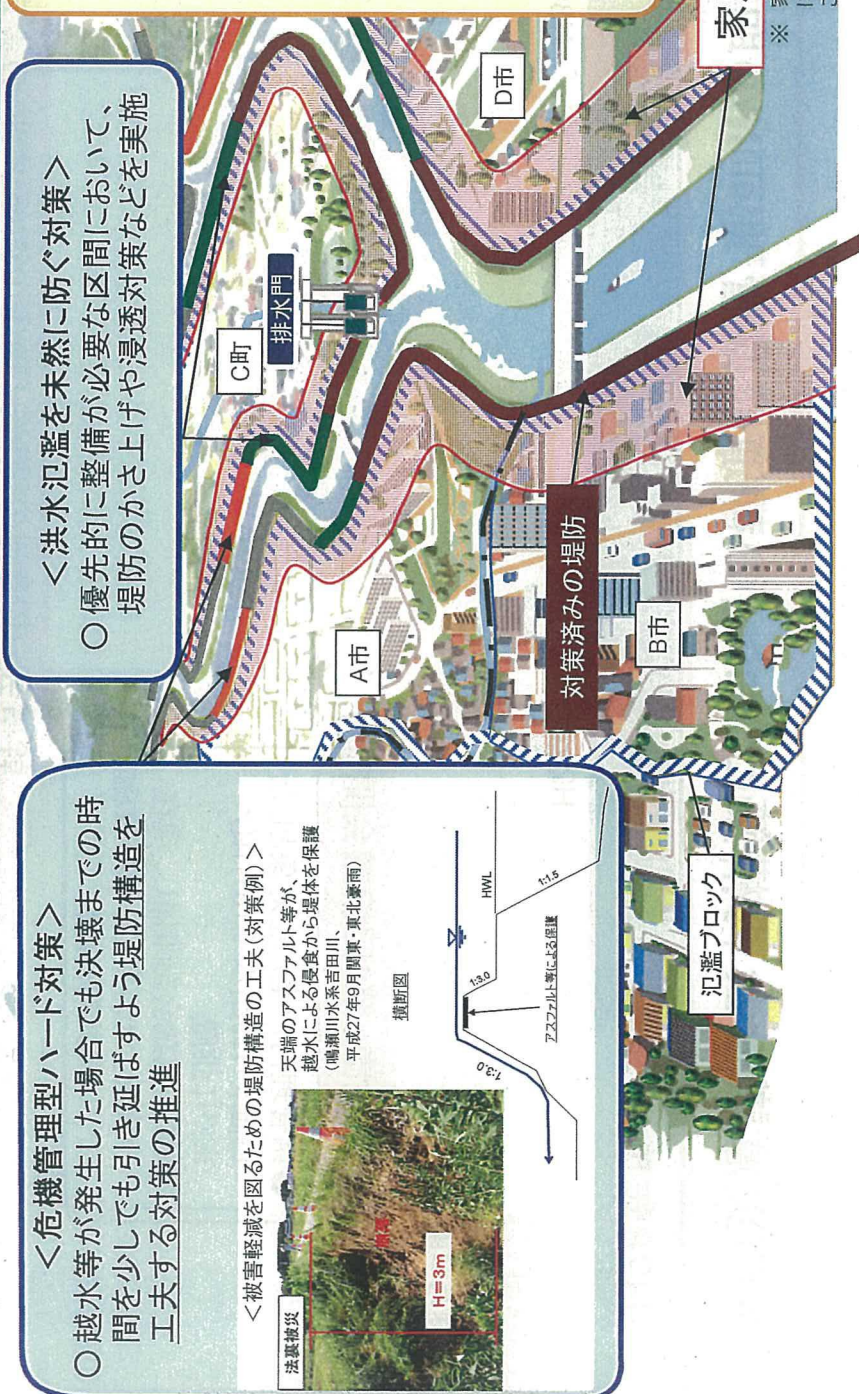 ＜危機管理型ハード対策＞
○越水等が発生した場合でも決壊までの時
間を少しでも引き延ばすよう堤防構造を
工夫する対策の推進
＜被害軽減を図るための堤防構造の工夫（対策例）＞
法裏被災
H=3m
天端のアスファルト等が、
越水による侵食から堤体を保護
（鳴瀬川水系吉田川、
平成27年9月関東・東北豪雨）
横断図
HWL
1:3.0
1:3.0
1:1.5
アスファルト等による保護
＜洪水氾濫を未然に防ぐ対策＞
○優先的に整備が必要な区間において、
堤防のかさ上げや浸透対策などを実施
A市
B市
C町
D市
排水門
対策済みの堤防
氾濫ブロック
家
※